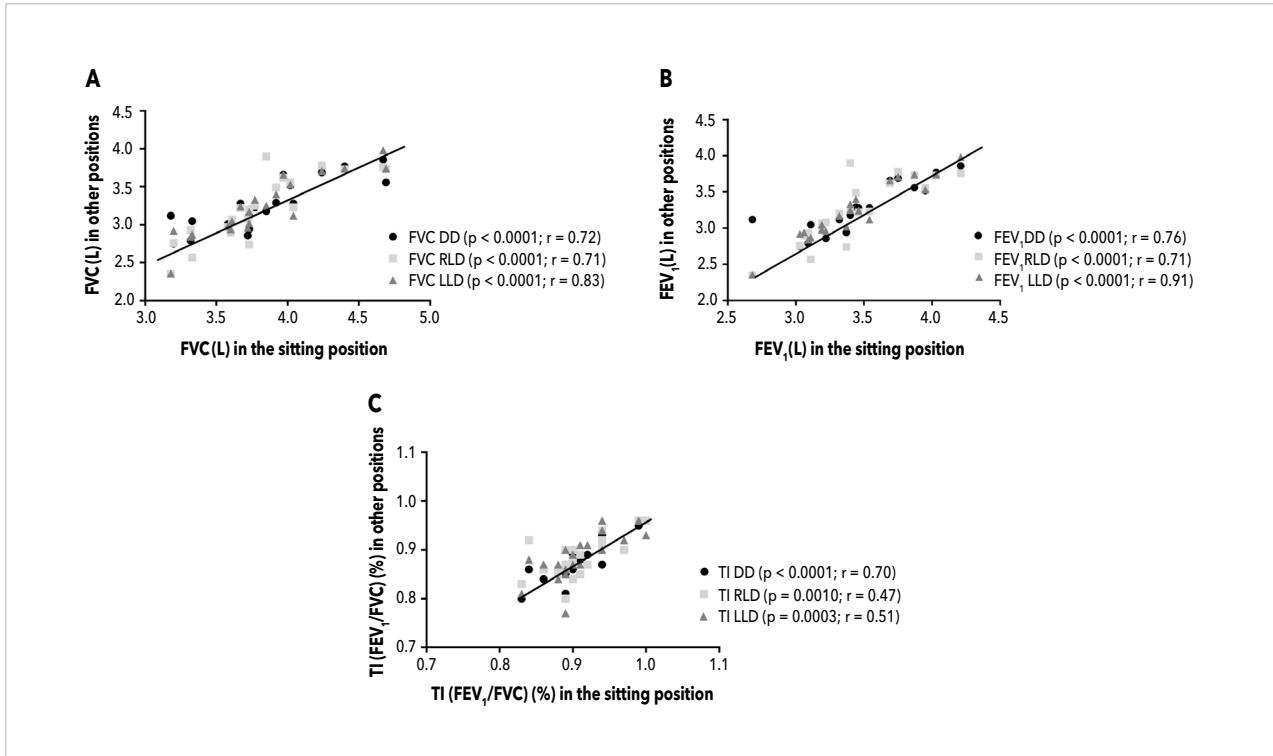 A
FVC (L) in other positions
4.5
4.0
3.5
3.0
2.5
2.0
3.0 3.5 4.0 4.5 5.0
FVC (L) in the sitting position
FVC DD (p < 0.0001; r = 0.72)
FVC RLD (p < 0.0001; r = 0.71)
FVC LLD (p < 0.0001; r = 0.83)
B
FEV₁(L) in other positions
4.5
4.0
3.5
3.0
2.5
2.0
2.5 3.0 3.5 4.0 4.5
FEV₁(L) in the sitting position
FEV₁DD (p < 0.0001; r = 0.76)
FEV₁RLD (p < 0.0001; r = 0.71)
FEV₁ LLD (p < 0.0001; r = 0.91)
C
TI (FEV₁/FVC) (%) in other positions
1.1
1.0
0.9
0.8
0.7
0.7 0.8 0.9 1.0 1.1
TI (FEV₁/FVC) (%) in the sitting position
TI DD (p < 0.0001; r = 0.70)
TI RLD (p = 0.0010; r = 0.47)
TI LLD (p = 0.0003; r = 0.51)